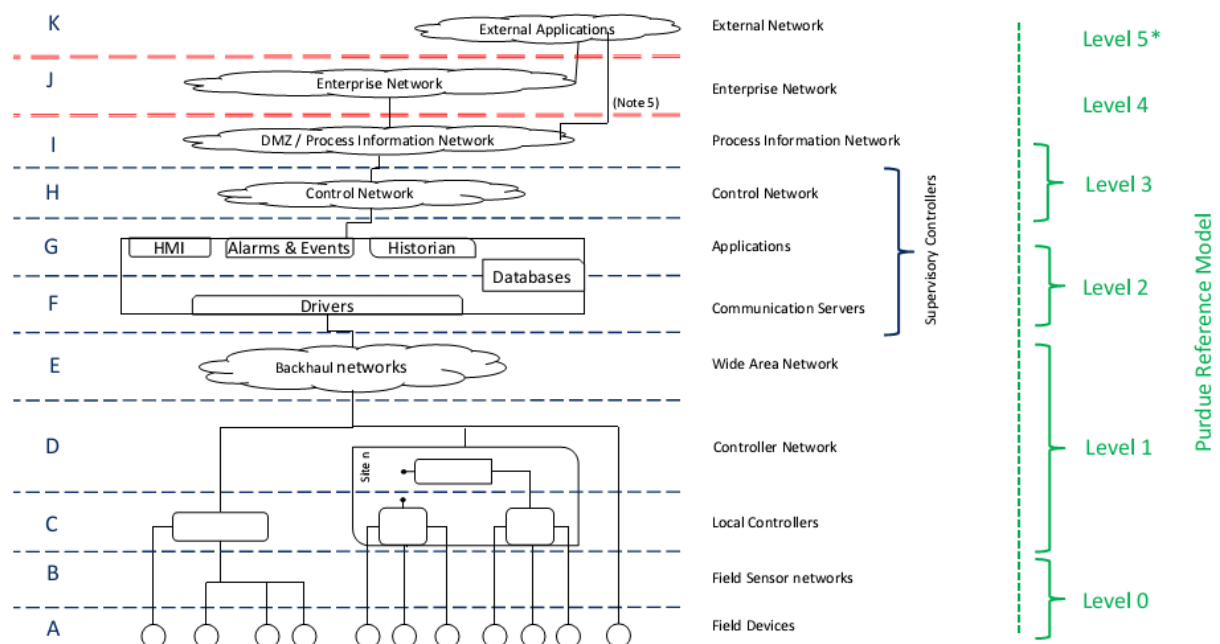 K
External Applications
External Network
Level 5*
J
Enterprise Network
Enterprise Network
Level 4
(Note 5)
I
DMZ / Process Information Network
Process Information Network
H
Control Network
Control Network
Level 3
G
HMI
Alarms & Events
Historian
Applications
Databases
Level 2
F
Drivers
Communication Servers
Supervisory Controllers
E
Backhaul networks
Wide Area Network
D
Site n
Controller Network
Level 1
Purdue Reference Model
C
Local Controllers
B
Field Sensor networks
Level 0
A
Field Devices